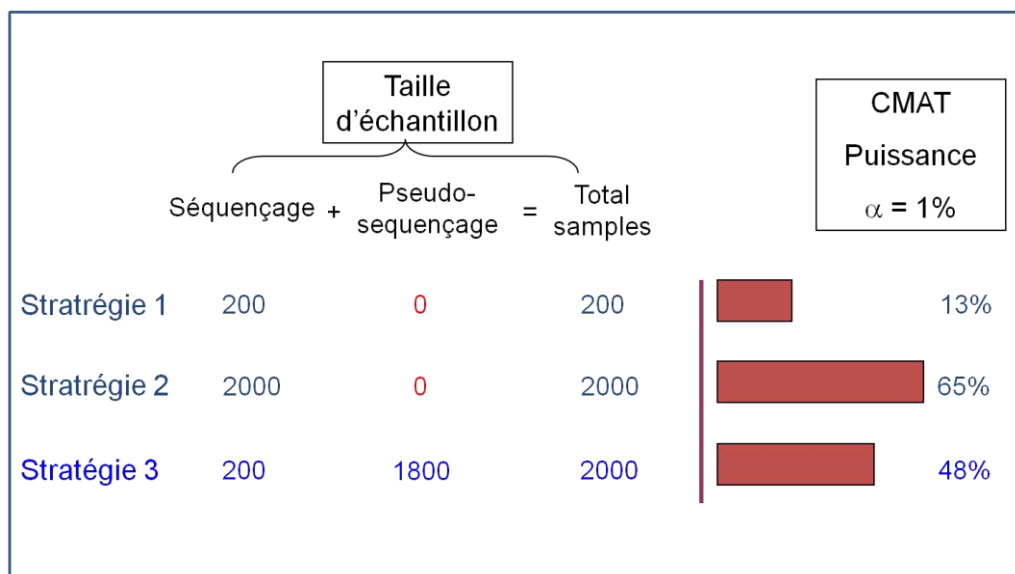 Taille
d'échantillon
CMAT
Puissance
α = 1%
Séquençage + Pseudo-
sequençage = Total
samples
Stratrégie 1 200 0 200 13%
Stratrégie 2 2000 0 2000 65%
Stratégie 3 200 1800 2000 48%